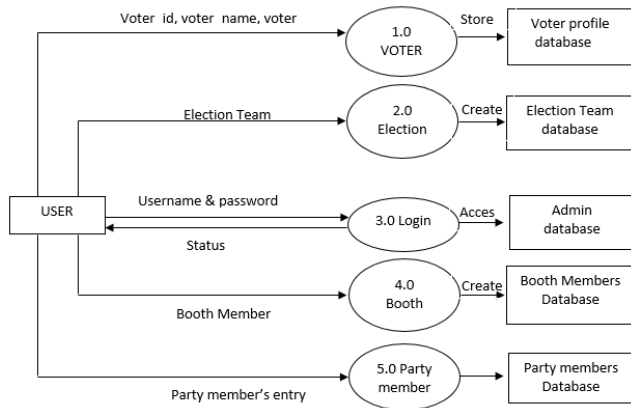 Voter id, voter name, voter
1.0
VOTER
Store
Voter profile
database
Election Team
2.0
Election
Create
Election Team
database
USER
Username & password
Status
3.0 Login
Acces
Admin
database
Booth Member
4.0
Booth
Create
Booth Members
Database
Party member's entry
5.0 Party
member
Party members
Database